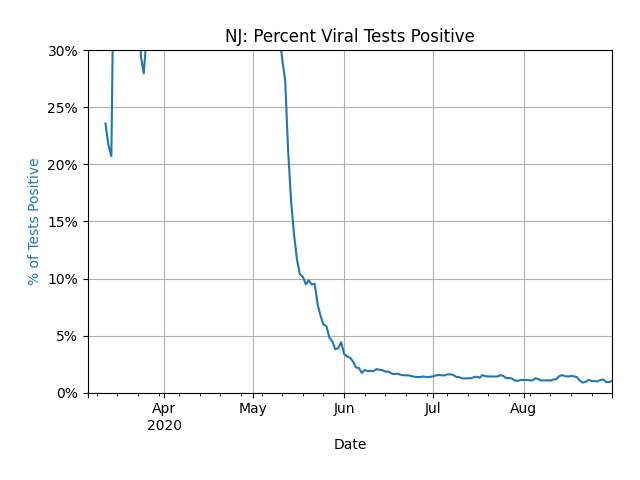 NJ: Percent Viral Tests Positive
30%
25%
20%
15%
10%
5%
0%
% of Tests Positive
Apr May Jun Jul Aug
2020
Date